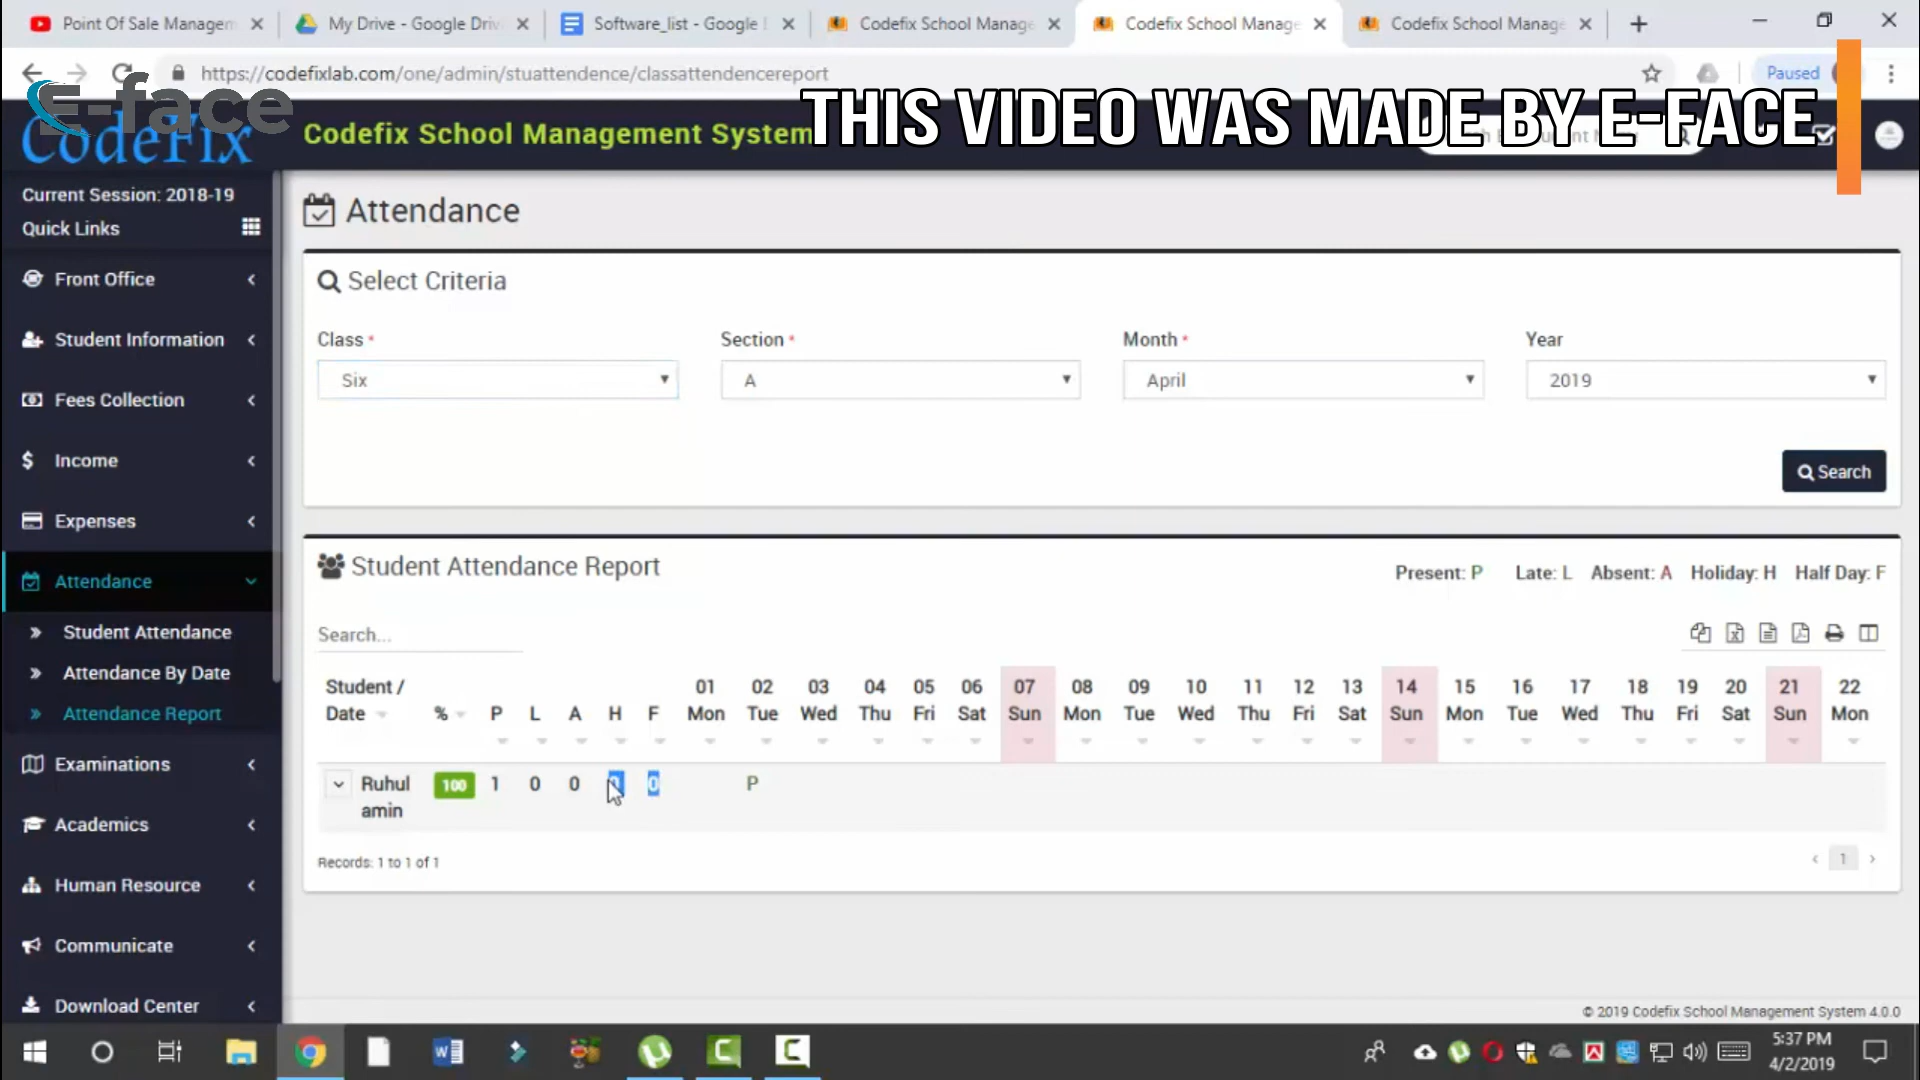 Point Of Sale Managem
My Drive - Google Driv
Software_list - Google
Codefix School Manage
Codefix School Manage
Codefix School Manage
https://codefixlab.com/one/admin/stuattendence/classattendencereport
Paused
E-face
CodeFix
Codefix School Management System
THIS VIDEO WAS MADE BY E-FACE
Current Session: 2018-19
Quick Links
Front Office
Student Information
Fees Collection
Income
Expenses
Attendance
Student Attendance
Attendance By Date
Attendance Report
Examinations
Academics
Human Resource
Communicate
Download Center
Attendance
Select Criteria
Class * Section * Month * Year
Six A April 2019
Search
Student Attendance Report
Present: P Late: L Absent: A Holiday: H Half Day: F
Search...
Student / 01 02 03 04 05 06 07 08 09 10 11 12 13 14 15 16 17 18 19 20 21 22
Date % P L A H F Mon Tue Wed Thu Fri Sat Sun Mon Tue Wed Thu Fri Sat Sun Mon Tue Wed Thu Fri Sat Sun Mon
Ruhul 100 1 0 0 0 P
amin
Records: 1 to 1 of 1
1
© 2019 Codefix School Management System 4.0.0
5:37 PM
4/2/2019